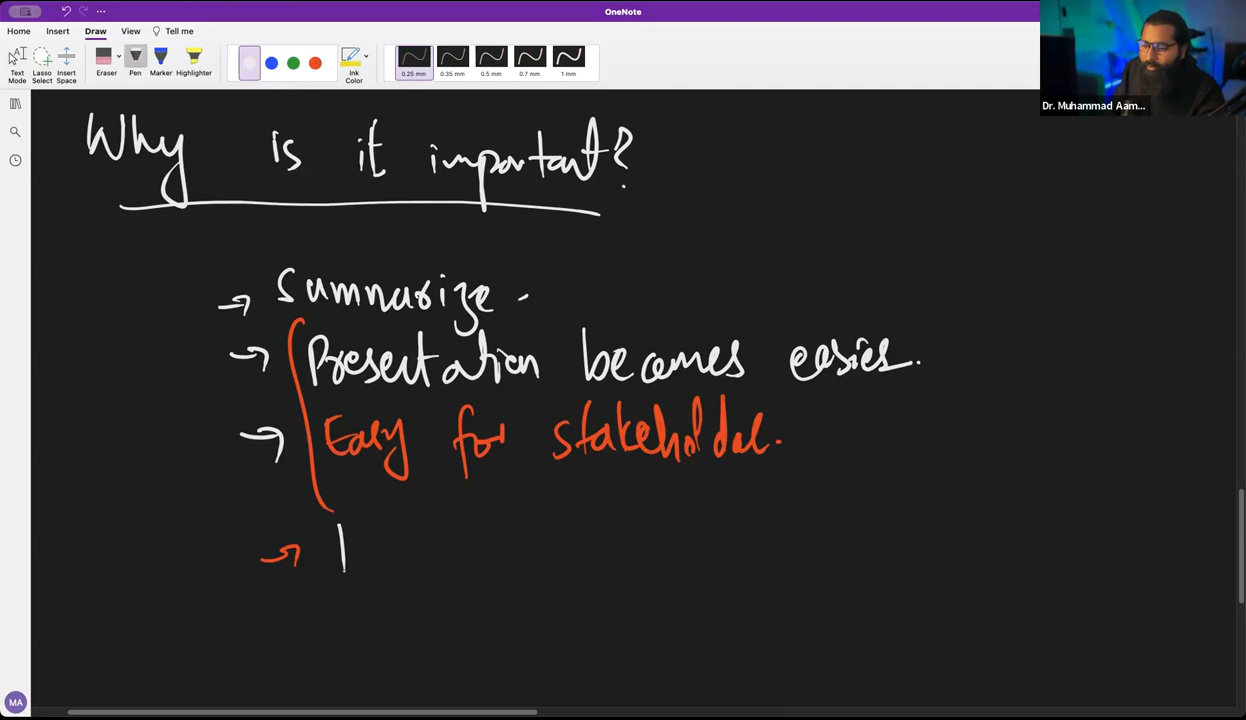 OneNote
Home Insert Draw View Tell me
Text Mode Lasso Select Insert Space Eraser Pen Marker Highlighter Ink Color 0.25 mm 0.35 mm 0.5 mm 0.7 mm 1 mm
Dr. Muhammad Aam...
Why is it important?
→ Summarize.
→ Presentation becomes easier.
→ Easy for stakeholder.
→
MA